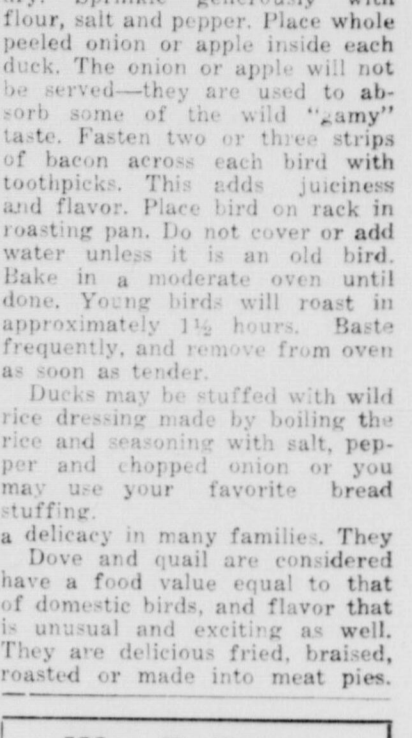 generously with
flour, salt and pepper. Place whole
peeled onion or apple inside each
duck. The onion or apple will not
be served—they are used to ab-
sorb some of the wild "gamy"
taste. Fasten two or three strips
of bacon across each bird with
toothpicks. This adds juiciness
and flavor. Place bird on rack in
roasting pan. Do not cover or add
water unless it is an old bird.
Bake in a moderate oven until
done. Young birds will roast in
approximately 1½ hours. Baste
frequently, and remove from oven
as soon as tender.
Ducks may be stuffed with wild
rice dressing made by boiling the
rice and seasoning with salt, pep-
per and chopped onion or you
may use your favorite bread
stuffing.
a delicacy in many families. They
Dove and quail are considered
have a food value equal to that
of domestic birds, and flavor that
is unusual and exciting as well.
They are delicious fried, braised,
roasted or made into meat pies.